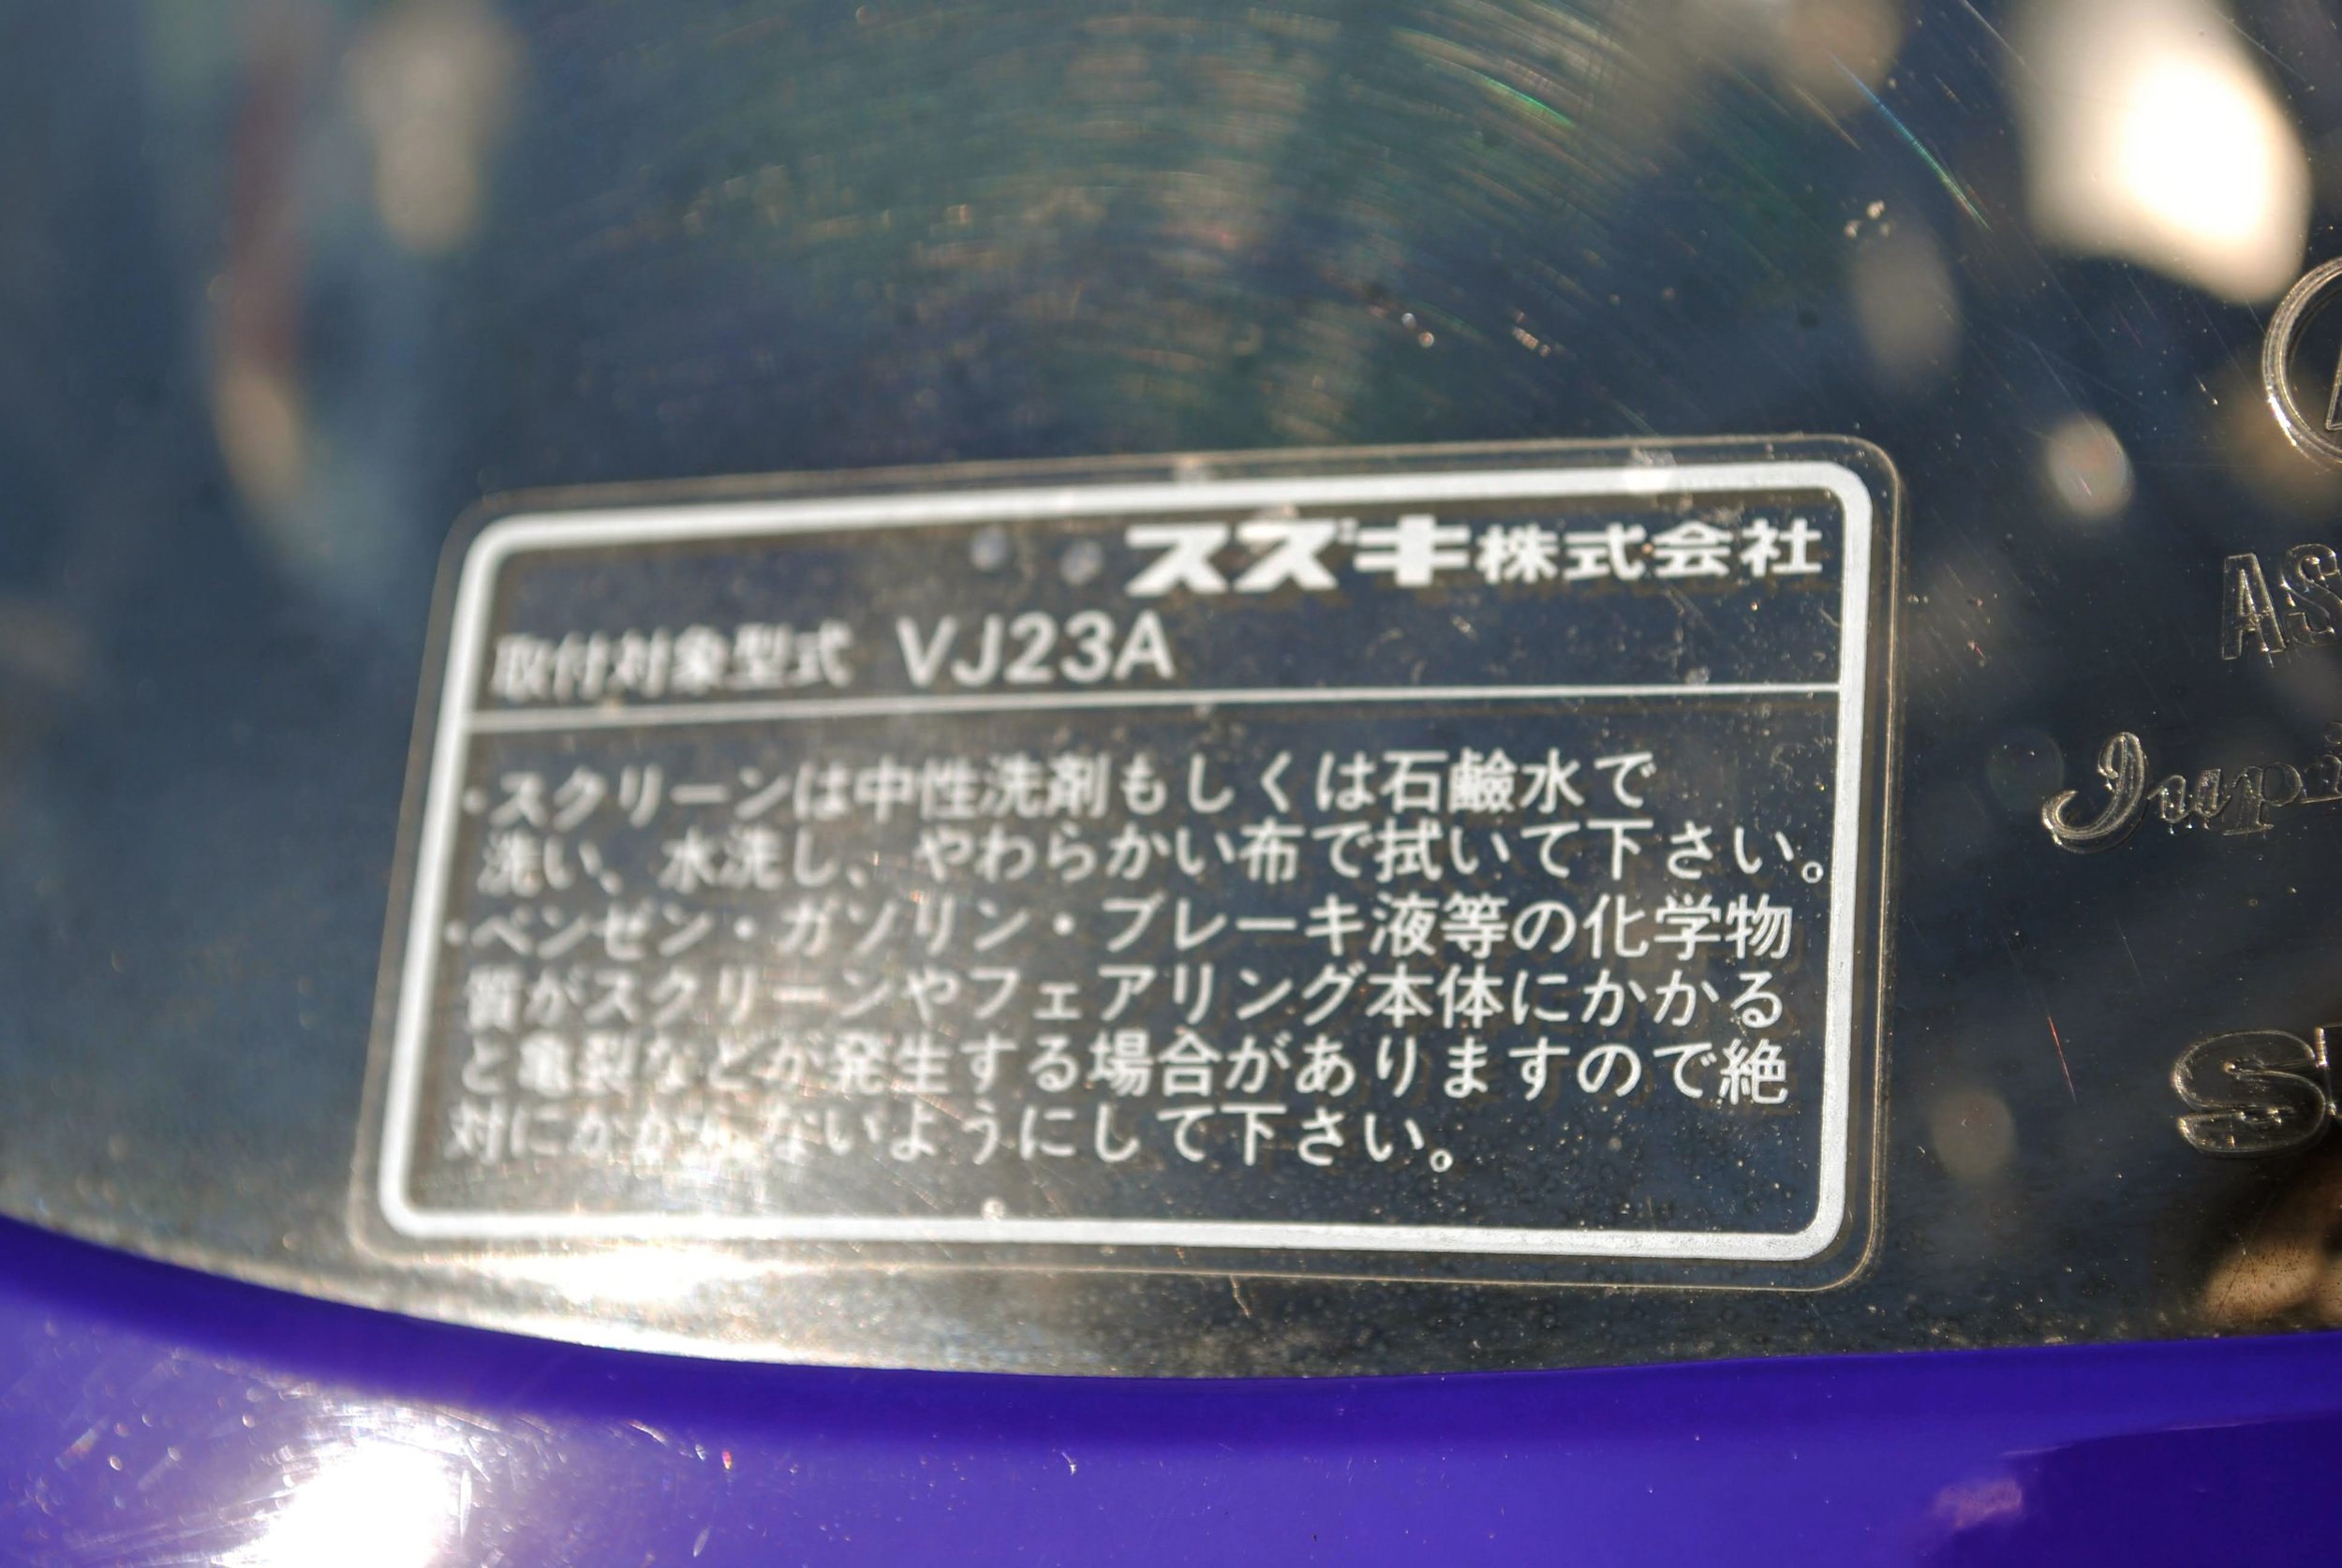 スズキ株式会社
取付対象型式 VJ23A
・スクリーンは中性洗剤もしくは石鹼水で
洗い、水洗し、やわらかい布で拭いて下さい。
・ベンゼン・ガソリン・ブレーキ液等の化学物
質がスクリーンやフェアリング本体にかかる
と亀裂などが発生する場合がありますので絶
対にかからないようにして下さい。